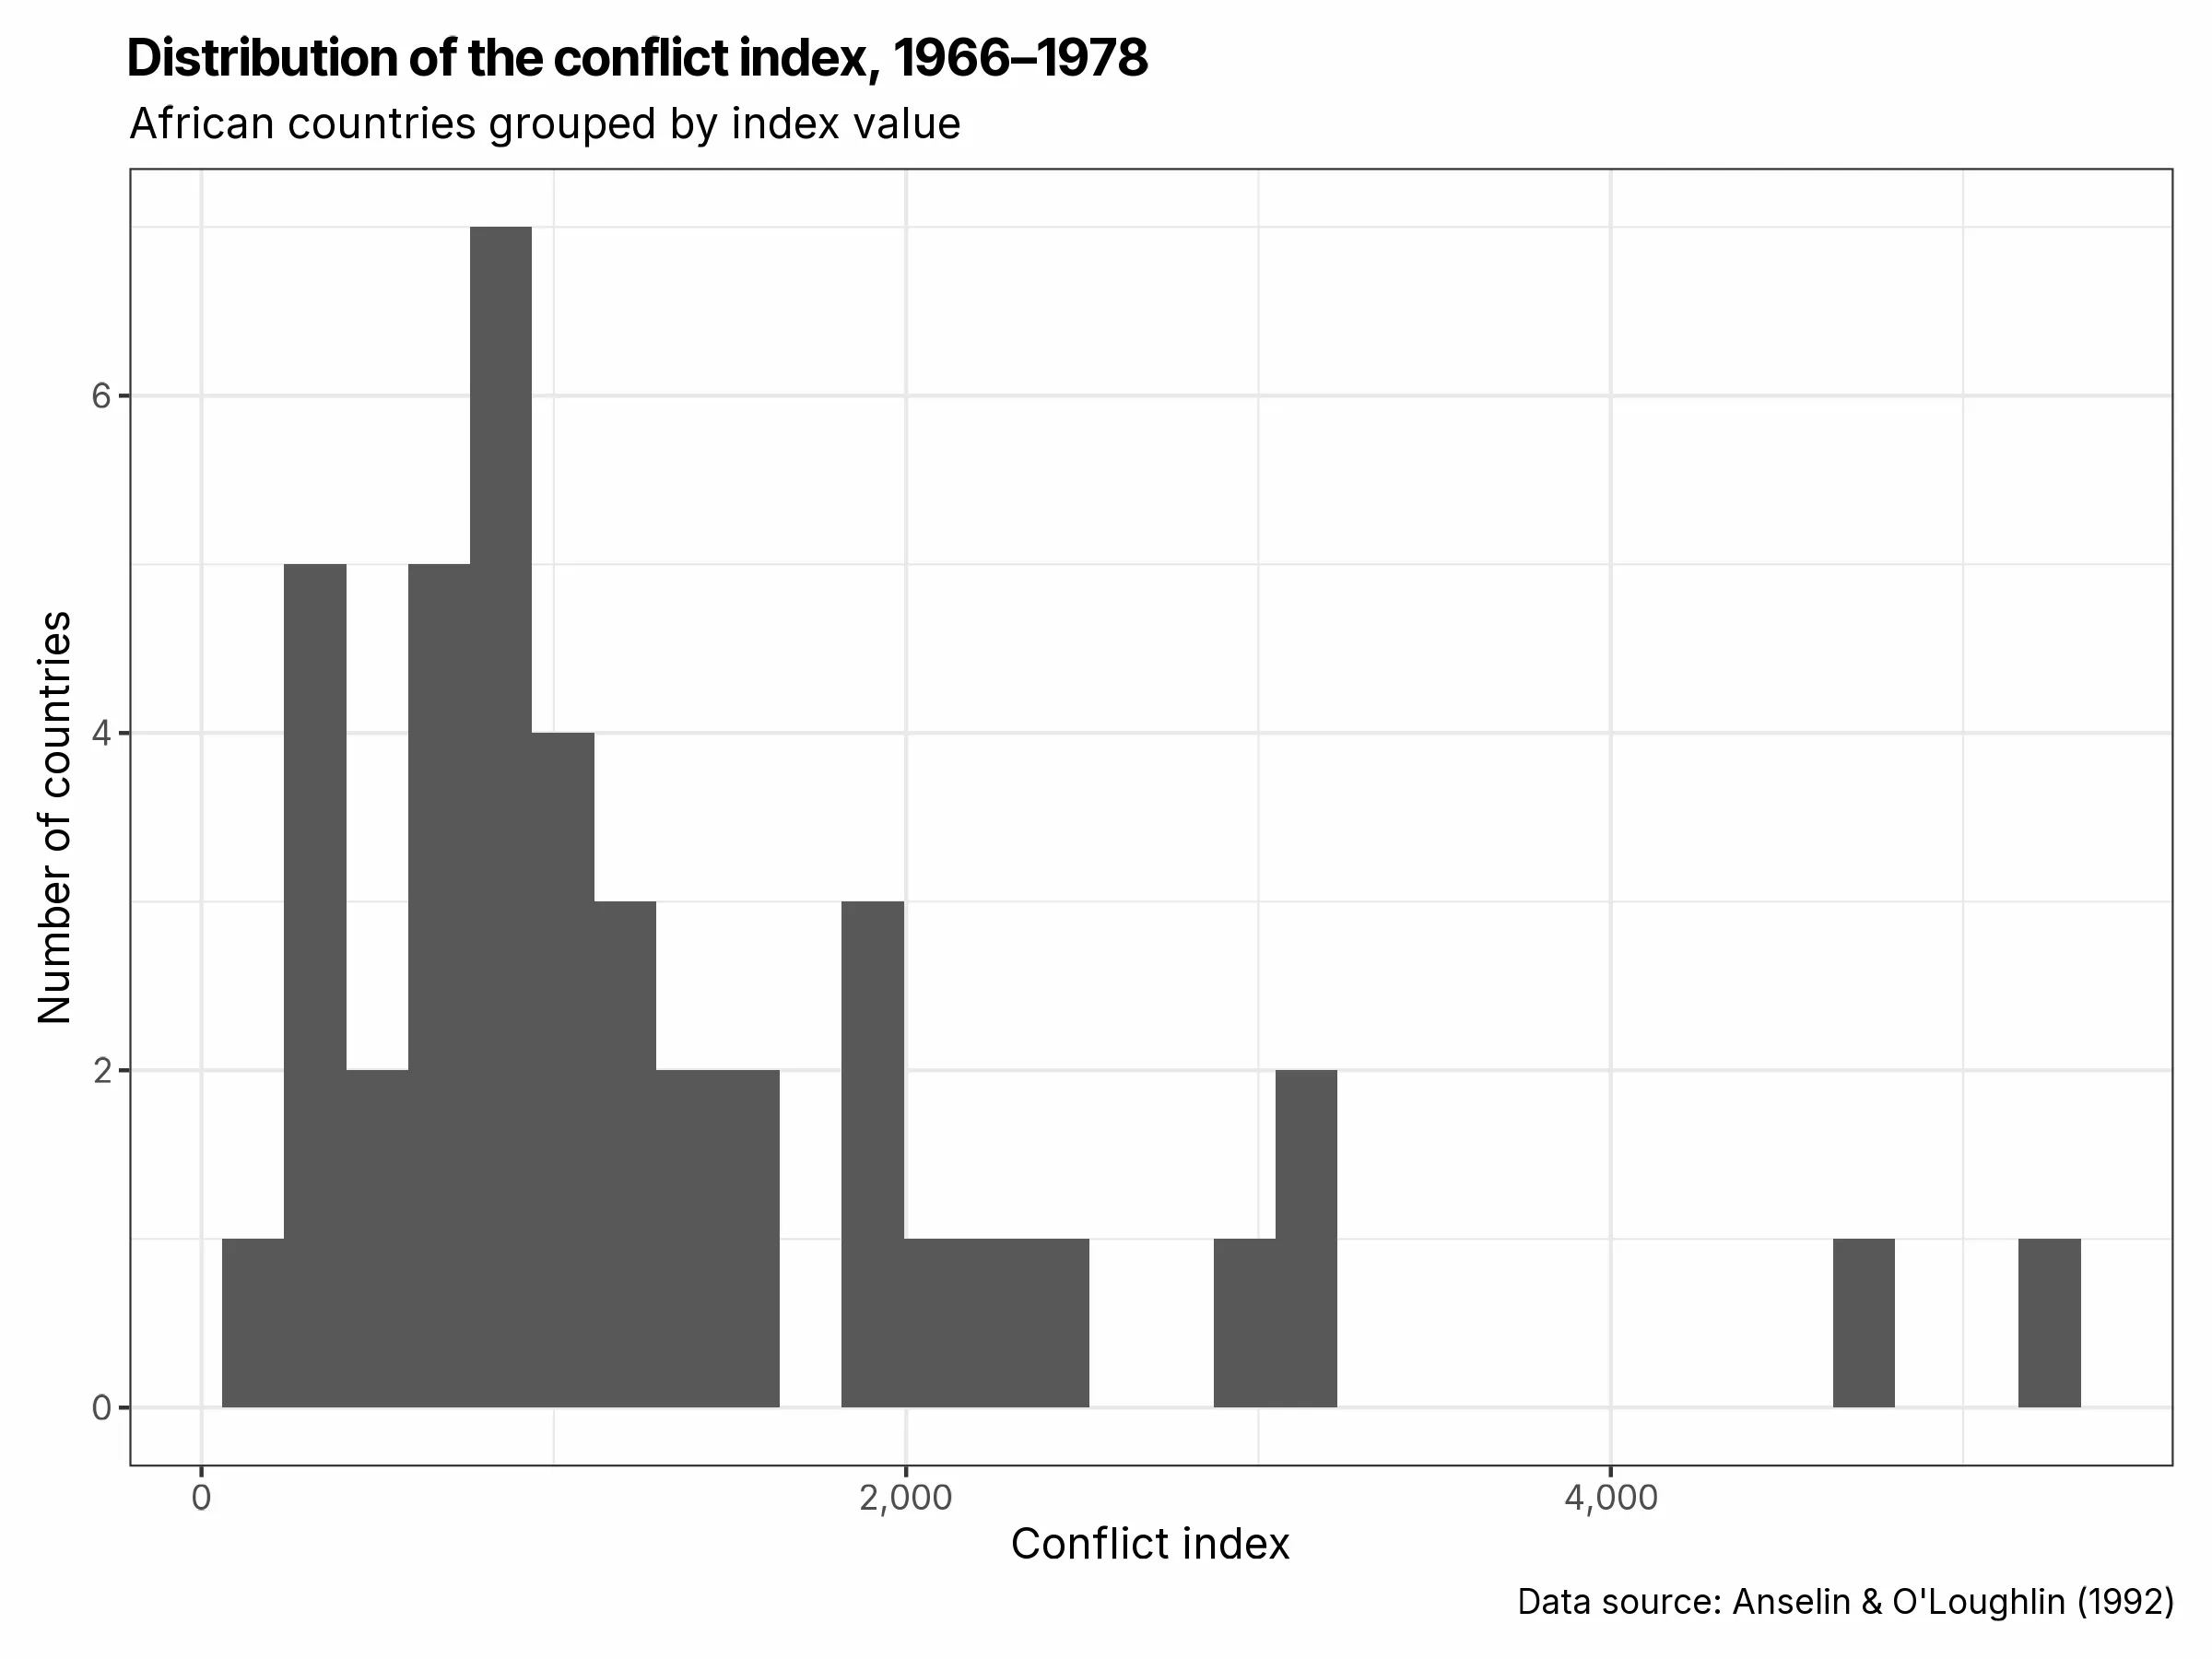 Distribution of the conflict index, 1966–1978
African countries grouped by index value
Number of countries
6
4
2
0
0
2,000
4,000
Conflict index
Data source: Anselin & O'Loughlin (1992)